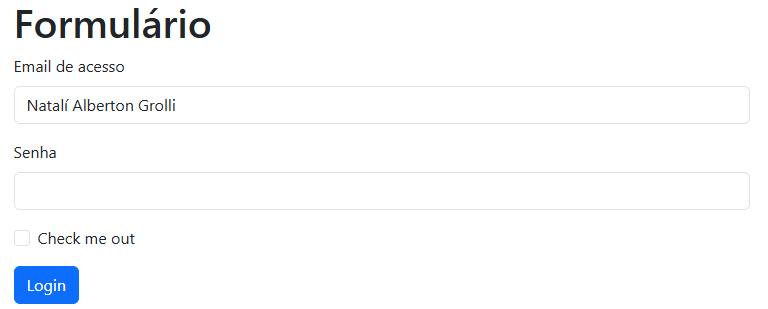 Formulário
Email de acesso
Natalí Alberton Grolli
Senha
Check me out
Login